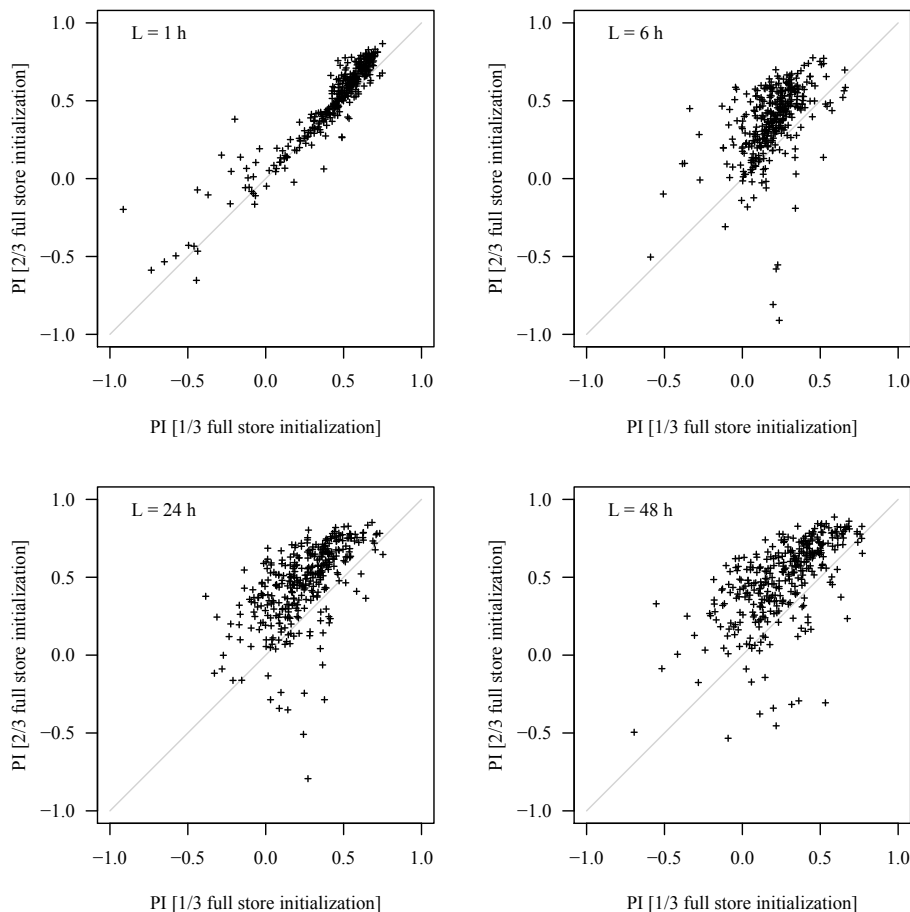 L = 1 h
1.0
0.5
0.0
−0.5
−1.0
PI [2/3 full store initialization]
−1.0 −0.5 0.0 0.5 1.0
PI [1/3 full store initialization]
L = 6 h
1.0
0.5
0.0
−0.5
−1.0
PI [2/3 full store initialization]
−1.0 −0.5 0.0 0.5 1.0
PI [1/3 full store initialization]
L = 24 h
1.0
0.5
0.0
−0.5
−1.0
PI [2/3 full store initialization]
−1.0 −0.5 0.0 0.5 1.0
PI [1/3 full store initialization]
L = 48 h
1.0
0.5
0.0
−0.5
−1.0
PI [2/3 full store initialization]
−1.0 −0.5 0.0 0.5 1.0
PI [1/3 full store initialization]